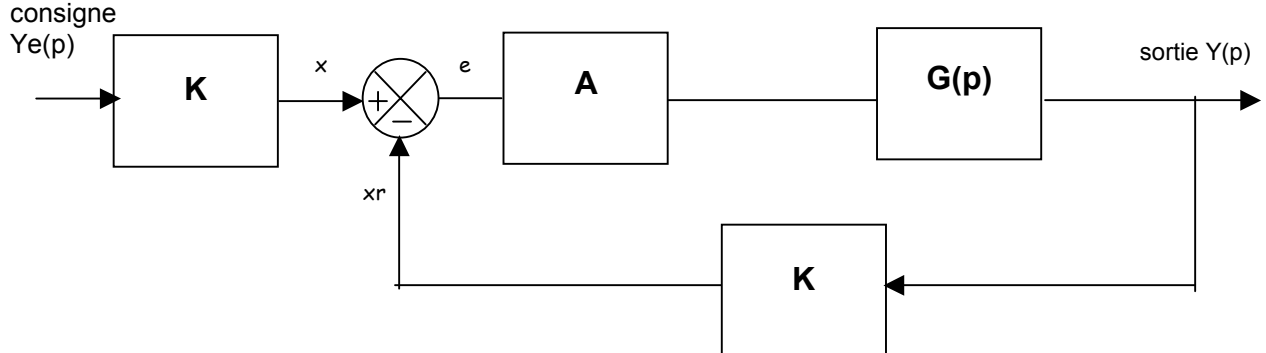 consigne
Ye(p)
K
x
+
−
e
A
G(p)
sortie Y(p)
xr
K